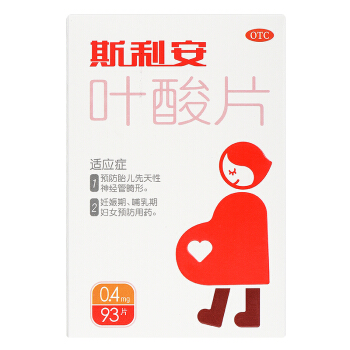 OTC
斯利安
叶酸片
适应症
1 预防胎儿先天性
神经管畸形。
2 妊娠期、哺乳期
妇女预防用药。
0.4mg
93片